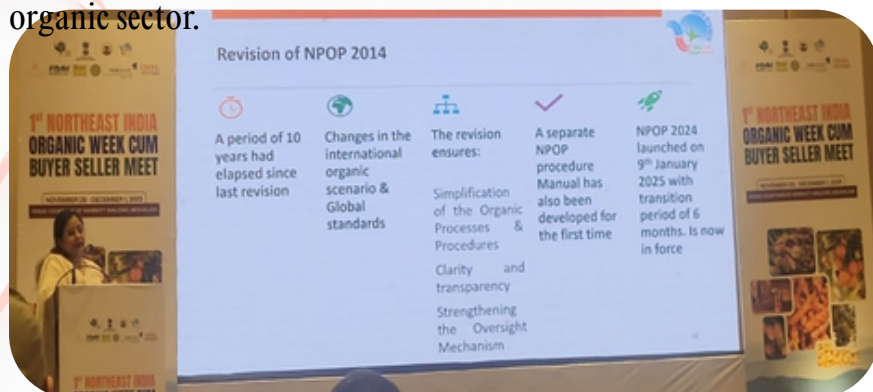 organic sector.
Revision of NPOP 2014
A period of 10
years had
elapsed since
last revision
Changes in the
international
organic
scenario &
Global
standards
The revision
ensures:
Simplification
of the Organic
Processes &
Procedures
Clarity and
transparency
Strengthening
the Oversight
Mechanism
A separate
NPOP
procedure
Manual has
also been
developed for
the first time
NPOP 2024
launched on
9th January
2025 with
transition
period of 6
months. Is now
in force
1ST NORTHEAST INDIA
ORGANIC WEEK CUM
BUYER SELLER MEET
1ST NORTHEAST INDIA
ORGANIC WEEK CUM
BUYER SELLER MEET
1ST NORTHEAST INDIA